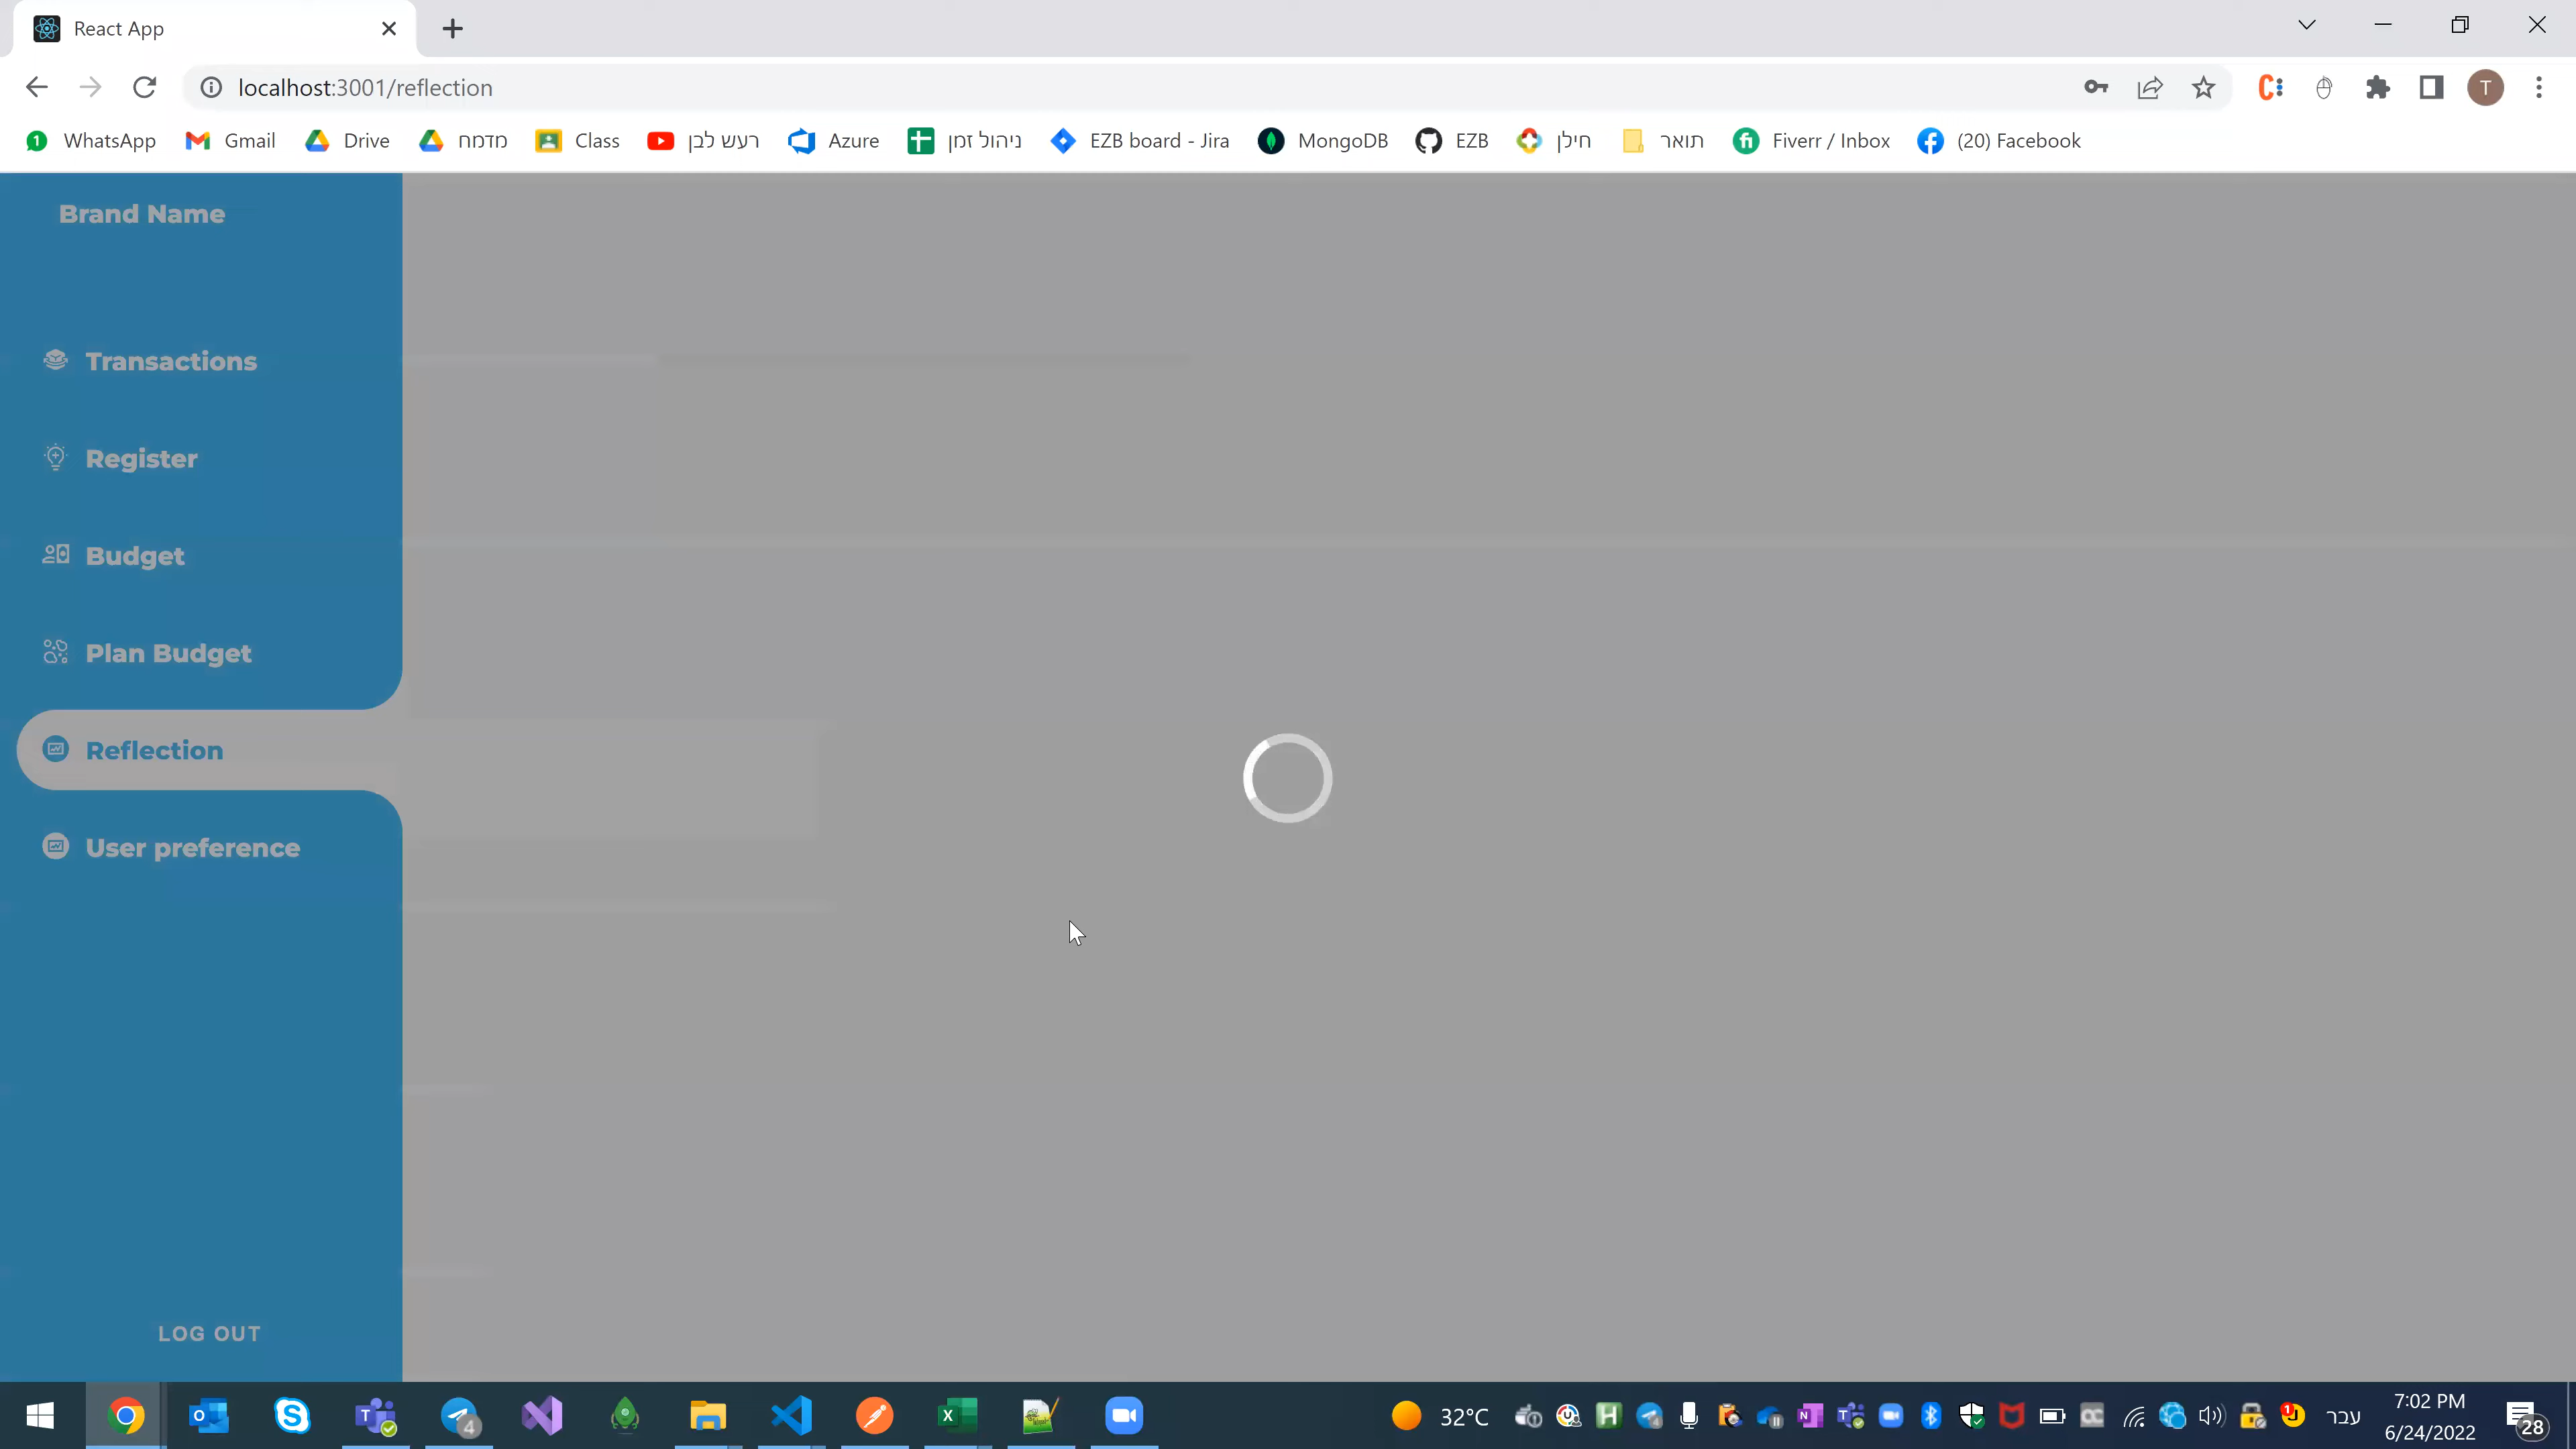 React App
localhost:3001/reflection
T
1 WhatsApp
Gmail
Drive
מדמח
Class
רעש לבן
Azure
ניהול זמן
EZB board - Jira
MongoDB
EZB
חילן
תואר
Fiverr / Inbox
(20) Facebook
Brand Name
Transactions
Register
Budget
Plan Budget
Reflection
User preference
LOG OUT
4
32°C
עבר
7:02 PM
6/24/2022
28